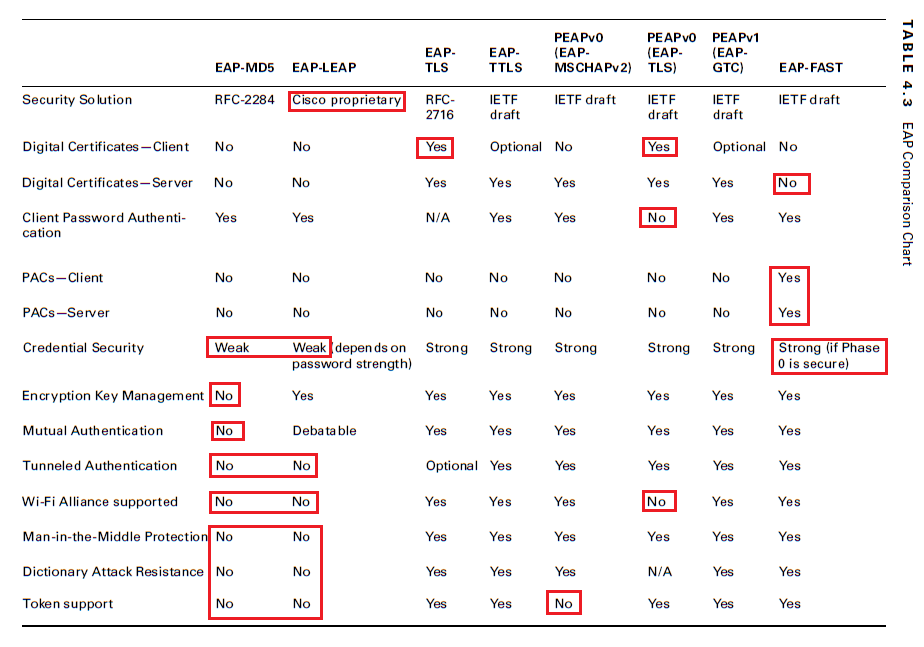 TABLE 4.3 EAP Comparison Chart
EAP-MD5 EAP-LEAP EAP-TLS EAP-TTLS PEAPv0 (EAP-MSCHAPv2) PEAPv0 (EAP-TLS) PEAPv1 (EAP-GTC) EAP-FAST
Security Solution RFC-2284 Cisco proprietary RFC-2716 IETF draft IETF draft IETF draft IETF draft IETF draft
Digital Certificates—Client No No Yes Optional No Yes Optional No
Digital Certificates—Server No No Yes Yes Yes Yes Yes No
Client Password Authenti-cation Yes Yes N/A Yes Yes No Yes Yes
PACs—Client No No No No No No No Yes
PACs—Server No No No No No No No Yes
Credential Security Weak Weak (depends on password strength) Strong Strong Strong Strong Strong Strong (if Phase 0 is secure)
Encryption Key Management No Yes Yes Yes Yes Yes Yes Yes
Mutual Authentication No Debatable Yes Yes Yes Yes Yes Yes
Tunneled Authentication No No Optional Yes Yes Yes Yes Yes
Wi-Fi Alliance supported No No Yes Yes Yes No Yes Yes
Man-in-the-Middle Protection No No Yes Yes Yes Yes Yes Yes
Dictionary Attack Resistance No No Yes Yes Yes N/A Yes Yes
Token support No No Yes Yes No Yes Yes Yes